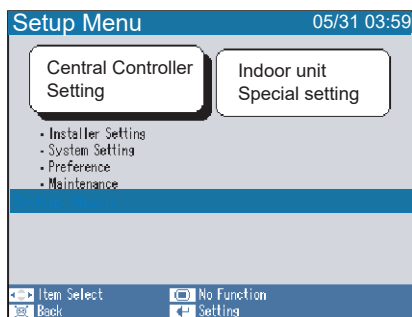 Setup Menu 05/31 03:59
Central Controller
Setting
Indoor unit
Special setting
- Installer Setting
- System Setting
- Preference
- Maintenance
Item Select No Function
Back Setting